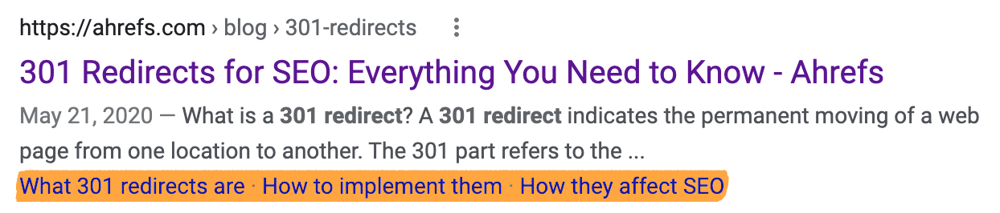 https://ahrefs.com › blog › 301-redirects
301 Redirects for SEO: Everything You Need to Know - Ahrefs
May 21, 2020 — What is a 301 redirect? A 301 redirect indicates the permanent moving of a web
page from one location to another. The 301 part refers to the ...
What 301 redirects are · How to implement them · How they affect SEO